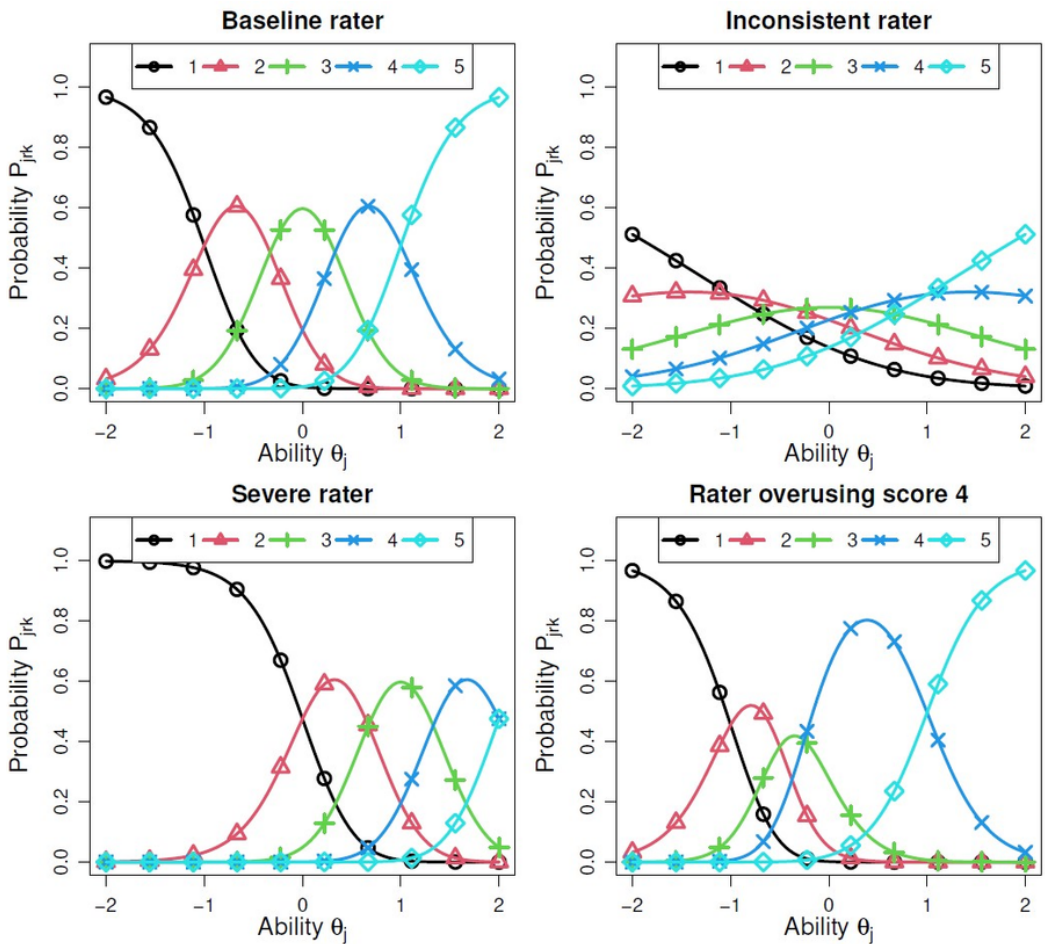 Baseline rater
1 2 3 4 5
Probability P_jrk
1.0
0.8
0.6
0.4
0.2
0.0
−2 −1 0 1 2
Ability θ_j
Inconsistent rater
1 2 3 4 5
Probability P_jrk
1.0
0.8
0.6
0.4
0.2
0.0
−2 −1 0 1 2
Ability θ_j
Severe rater
1 2 3 4 5
Probability P_jrk
1.0
0.8
0.6
0.4
0.2
0.0
−2 −1 0 1 2
Ability θ_j
Rater overusing score 4
1 2 3 4 5
Probability P_jrk
1.0
0.8
0.6
0.4
0.2
0.0
−2 −1 0 1 2
Ability θ_j